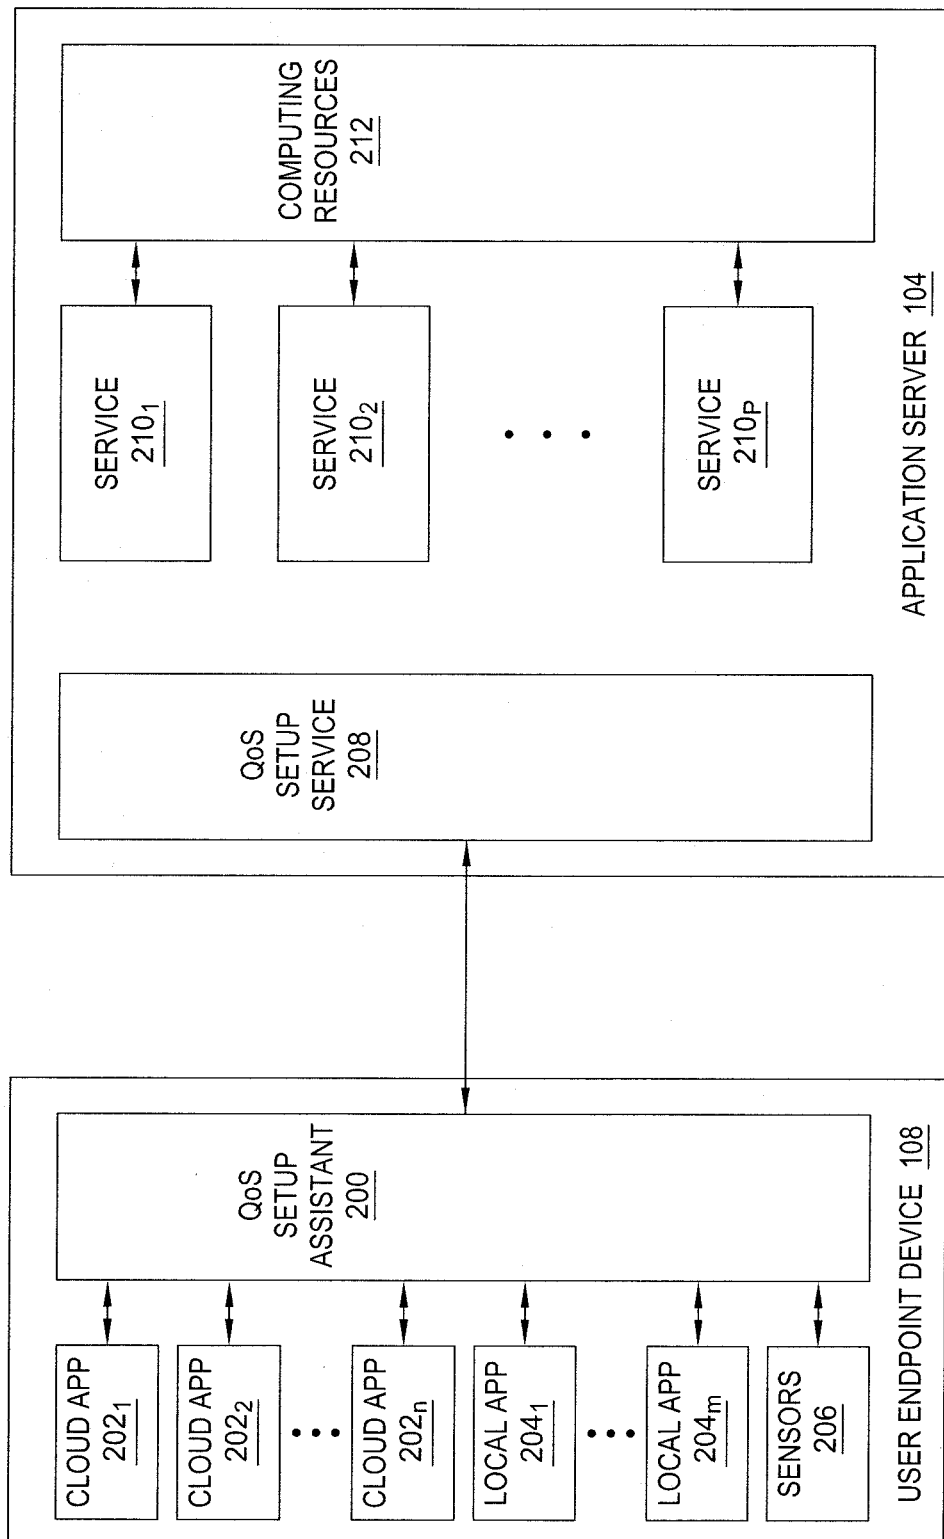 CLOUD APP
202₁
CLOUD APP
202₂
CLOUD APP
202ₙ
LOCAL APP
204₁
LOCAL APP
204ₘ
SENSORS
206
QoS
SETUP
ASSISTANT
200
USER ENDPOINT DEVICE 108
QoS
SETUP
SERVICE
208
SERVICE
210₁
SERVICE
210₂
SERVICE
210P
COMPUTING
RESOURCES
212
APPLICATION SERVER 104